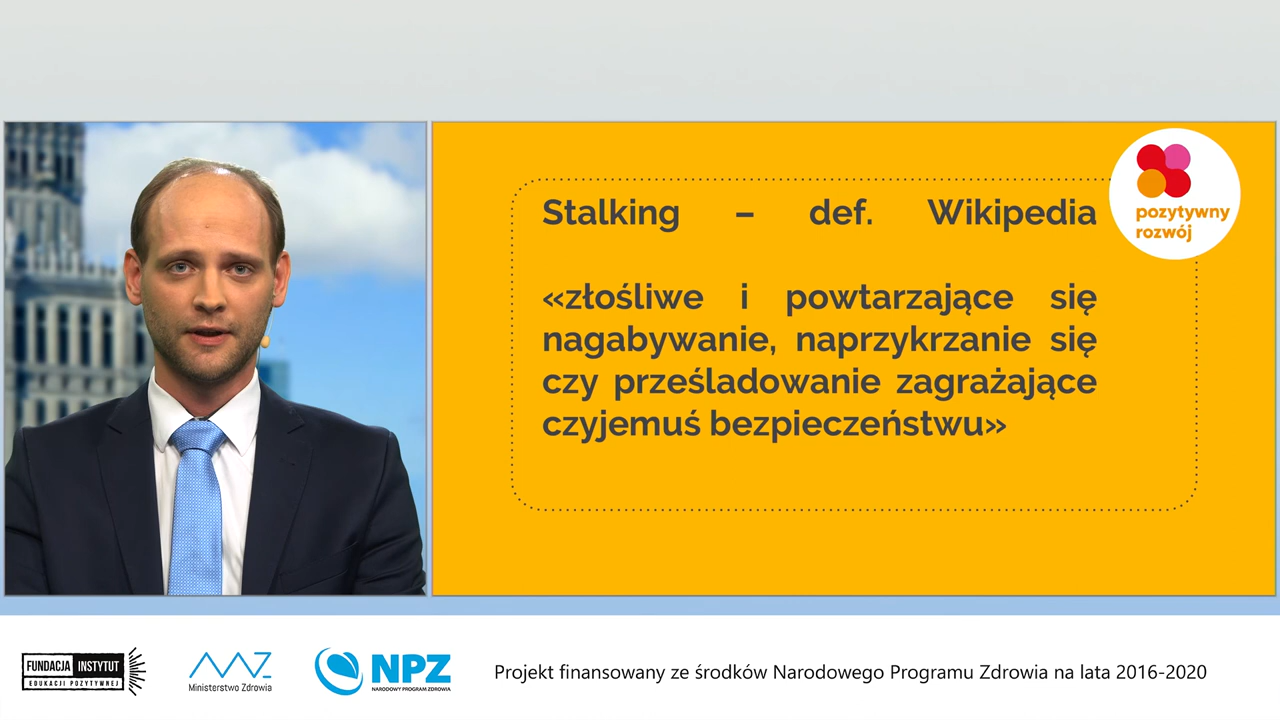 Stalking – def. Wikipedia
«złośliwe i powtarzające się
nagabywanie, naprzykrzanie się
czy prześladowanie zagrażające
czyjemuś bezpieczeństwu»
pozytywny
rozwój
FUNDACJA INSTYTUT
EDUKACJI POZYTYWNEJ
Ministerstwo Zdrowia
NPZ
NARODOWY PROGRAM ZDROWIA
Projekt finansowany ze środków Narodowego Programu Zdrowia na lata 2016-2020